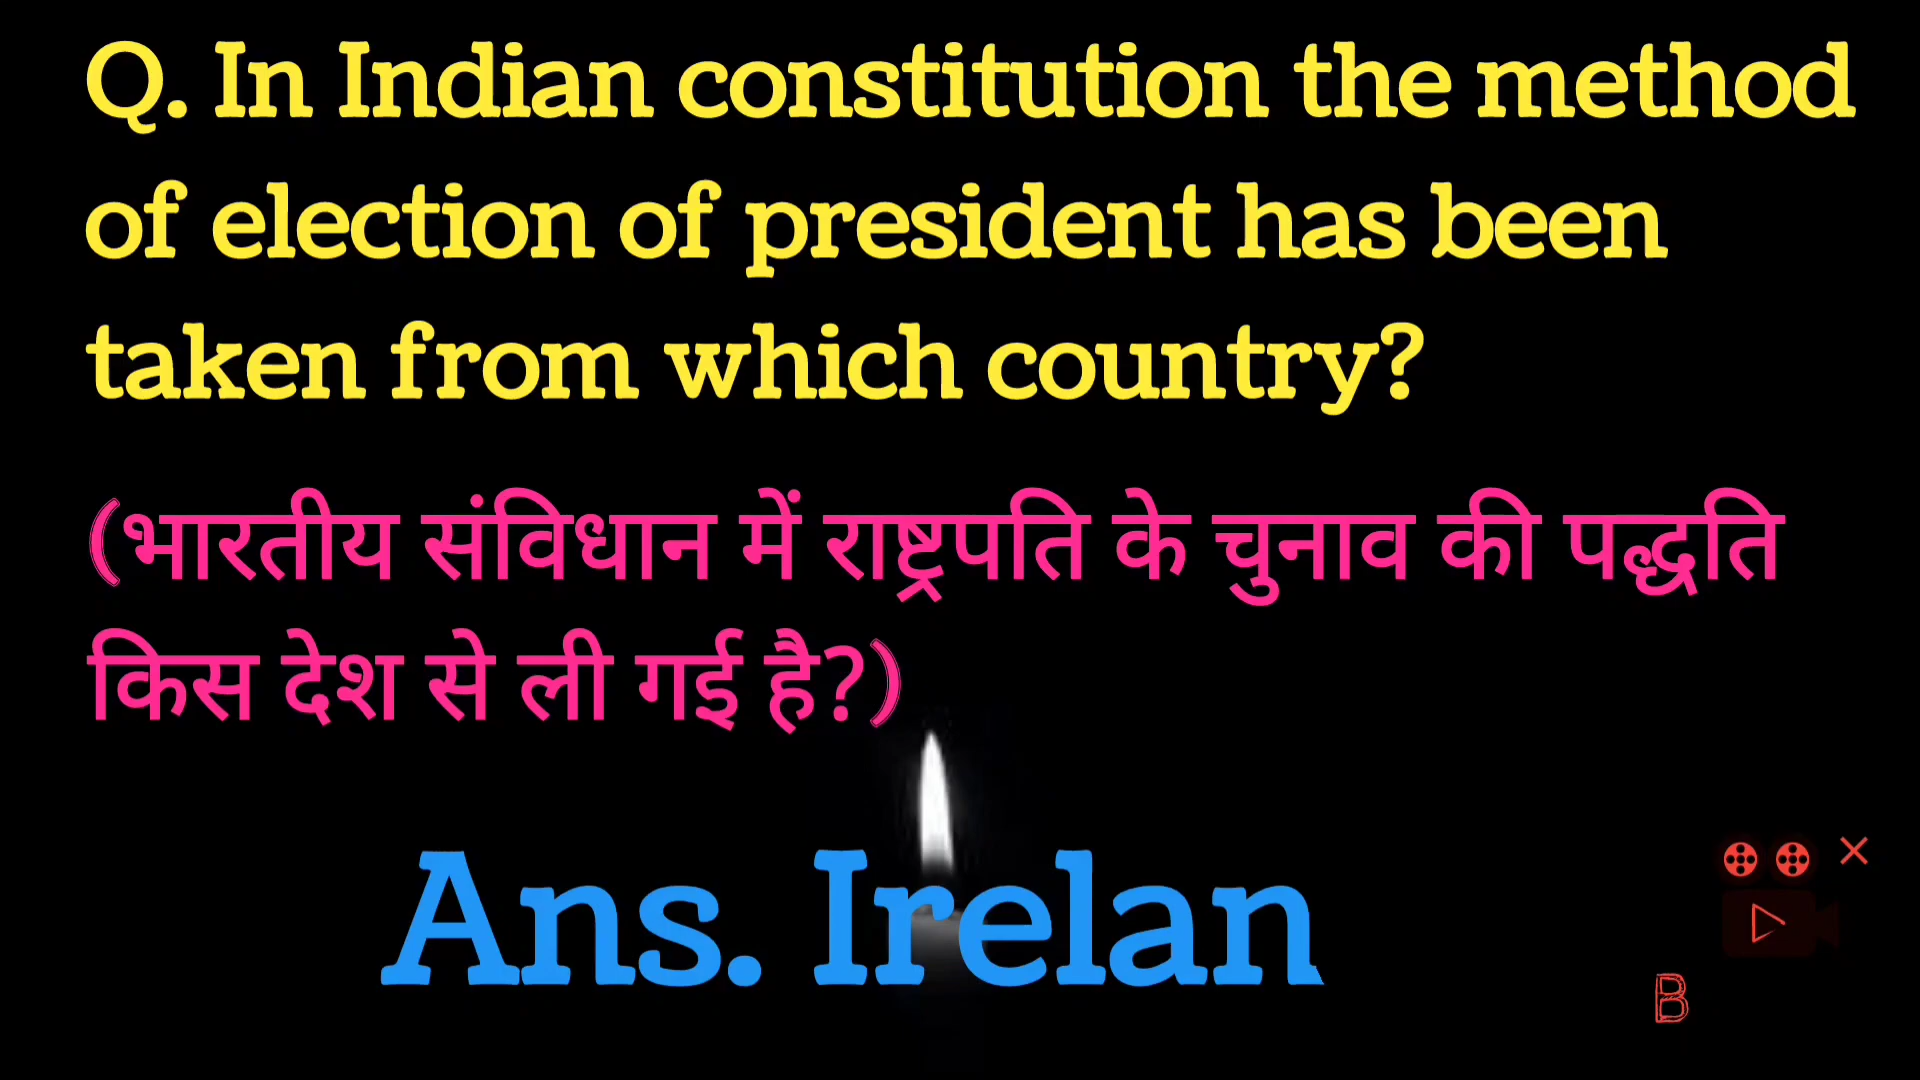 Q. In Indian constitution the method
of election of president has been
taken from which country?
(भारतीय संविधान में राष्ट्रपति के चुनाव की पद्धति
किस देश से ली गई है?)
Ans. Irelan
B